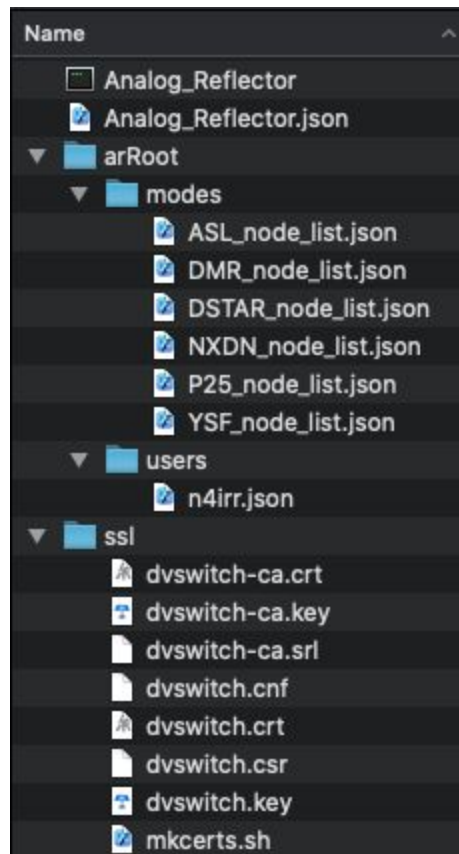 Name
Analog_Reflector
Analog_Reflector.json
arRoot
modes
ASL_node_list.json
DMR_node_list.json
DSTAR_node_list.json
NXDN_node_list.json
P25_node_list.json
YSF_node_list.json
users
n4irr.json
ssl
dvswitch-ca.crt
dvswitch-ca.key
dvswitch-ca.srl
dvswitch.cnf
dvswitch.crt
dvswitch.csr
dvswitch.key
mkcerts.sh